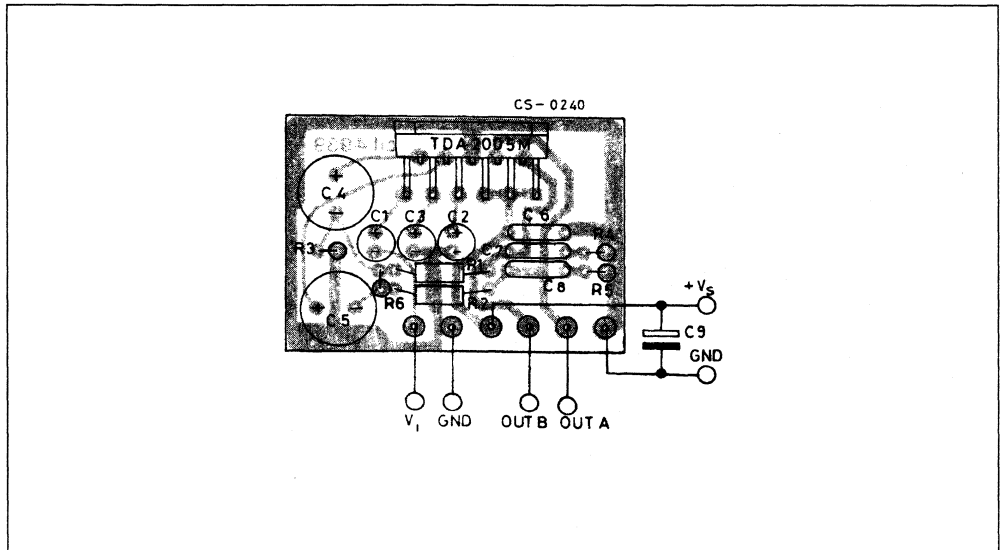 CS-0240
TDA2005M
+
C4
-
C1 C3 C2
C6
R3
C7
R4
R1
C8
R5
R6
R2
+ -
C5
+Vs
C9
GND
VI GND OUT B OUT A